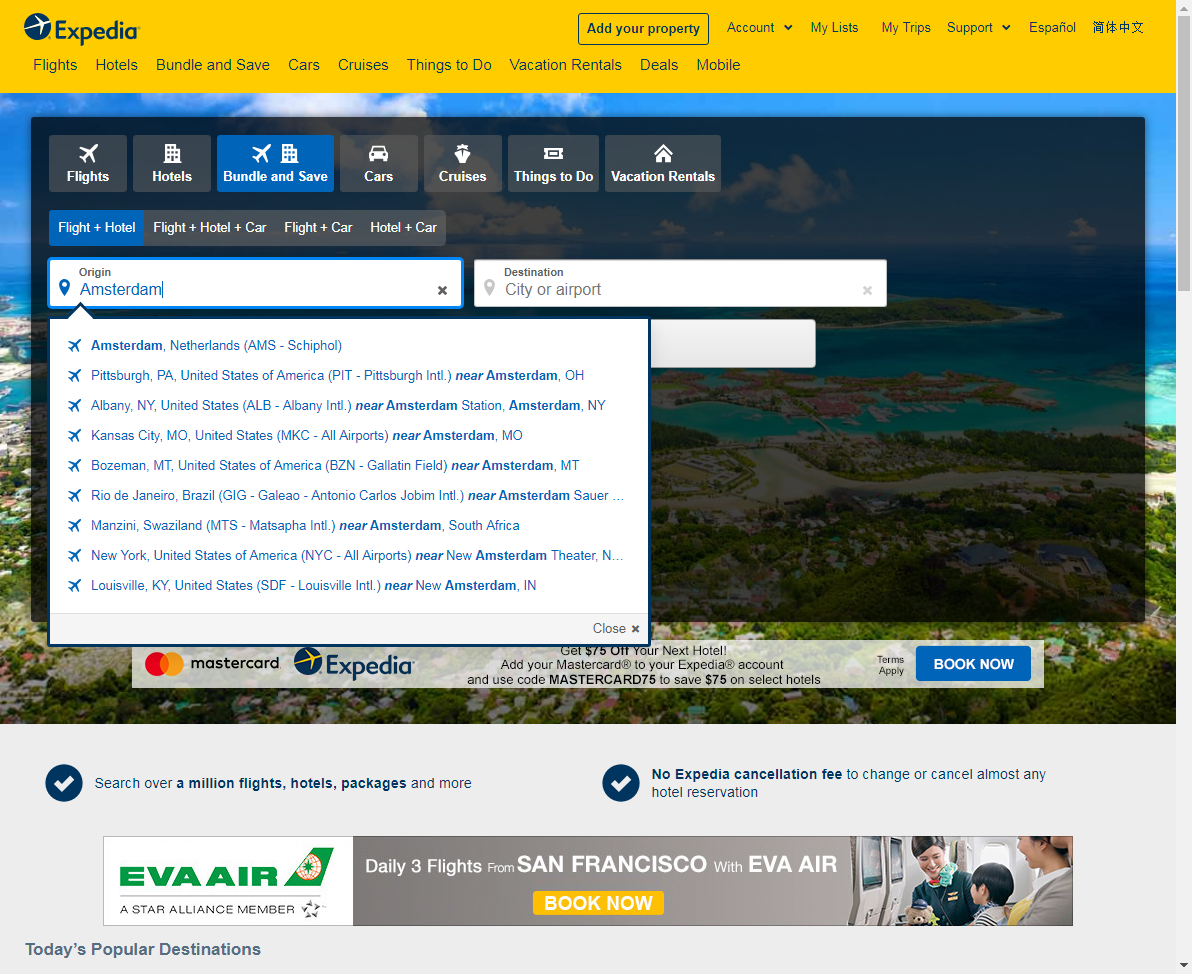 Expedia
Add your property
Account
My Lists
My Trips
Support
Español
简体中文
Flights
Hotels
Bundle and Save
Cars
Cruises
Things to Do
Vacation Rentals
Deals
Mobile
Flights
Hotels
Bundle and Save
Cars
Cruises
Things to Do
Vacation Rentals
Flight + Hotel
Flight + Hotel + Car
Flight + Car
Hotel + Car
Origin
Amsterdam
Destination
City or airport
Amsterdam, Netherlands (AMS - Schiphol)
Pittsburgh, PA, United States of America (PIT - Pittsburgh Intl.) near Amsterdam, OH
Albany, NY, United States (ALB - Albany Intl.) near Amsterdam Station, Amsterdam, NY
Kansas City, MO, United States (MKC - All Airports) near Amsterdam, MO
Bozeman, MT, United States of America (BZN - Gallatin Field) near Amsterdam, MT
Rio de Janeiro, Brazil (GIG - Galeao - Antonio Carlos Jobim Intl.) near Amsterdam Sauer ...
Manzini, Swaziland (MTS - Matsapha Intl.) near Amsterdam, South Africa
New York, United States of America (NYC - All Airports) near New Amsterdam Theater, N...
Louisville, KY, United States (SDF - Louisville Intl.) near New Amsterdam, IN
Close
mastercard
Expedia
Get $75 Off Your Next Hotel!
Add your Mastercard® to your Expedia® account
and use code MASTERCARD75 to save $75 on select hotels
Terms
Apply
BOOK NOW
Search over a million flights, hotels, packages and more
No Expedia cancellation fee to change or cancel almost any
hotel reservation
EVA AIR
A STAR ALLIANCE MEMBER
Daily 3 Flights From SAN FRANCISCO With EVA AIR
BOOK NOW
Today's Popular Destinations